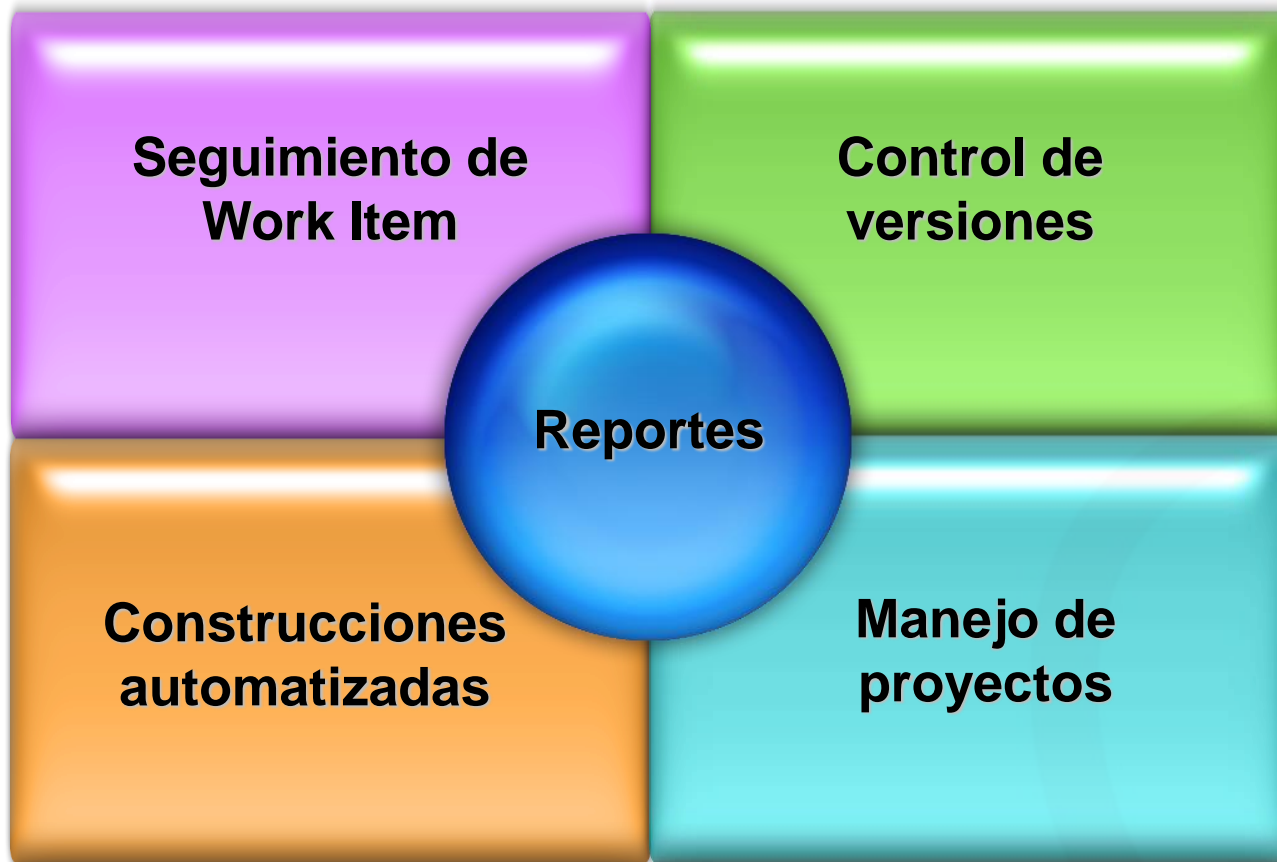 Seguimiento de
Work Item
Control de
versiones
Reportes
Construcciones
automatizadas
Manejo de
proyectos